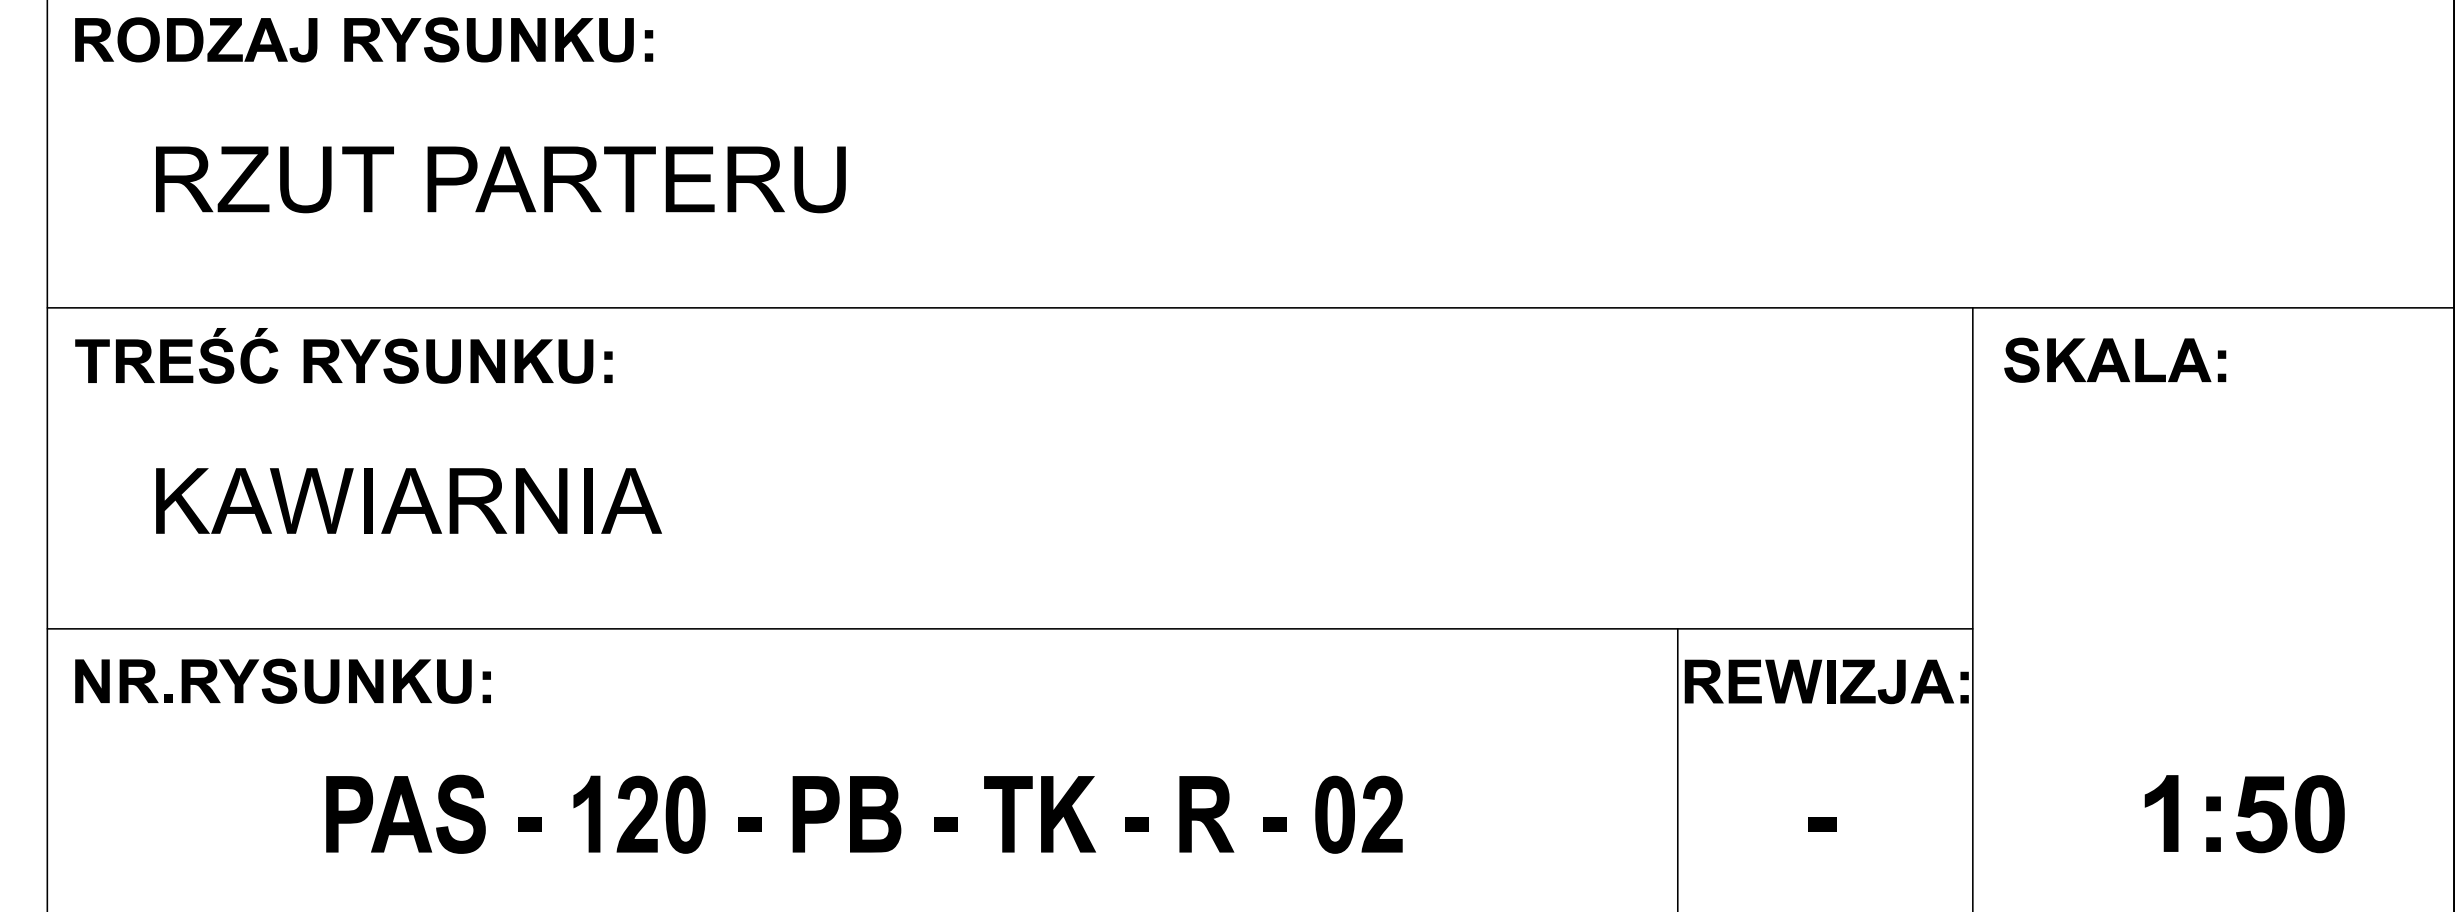 RODZAJ RYSUNKU:
RZUT PARTERU
TREŚĆ RYSUNKU:
KAWIARNIA
SKALA:
1:50
NR.RYSUNKU:
PAS - 120 - PB - TK - R - 02
REWIZJA:
-